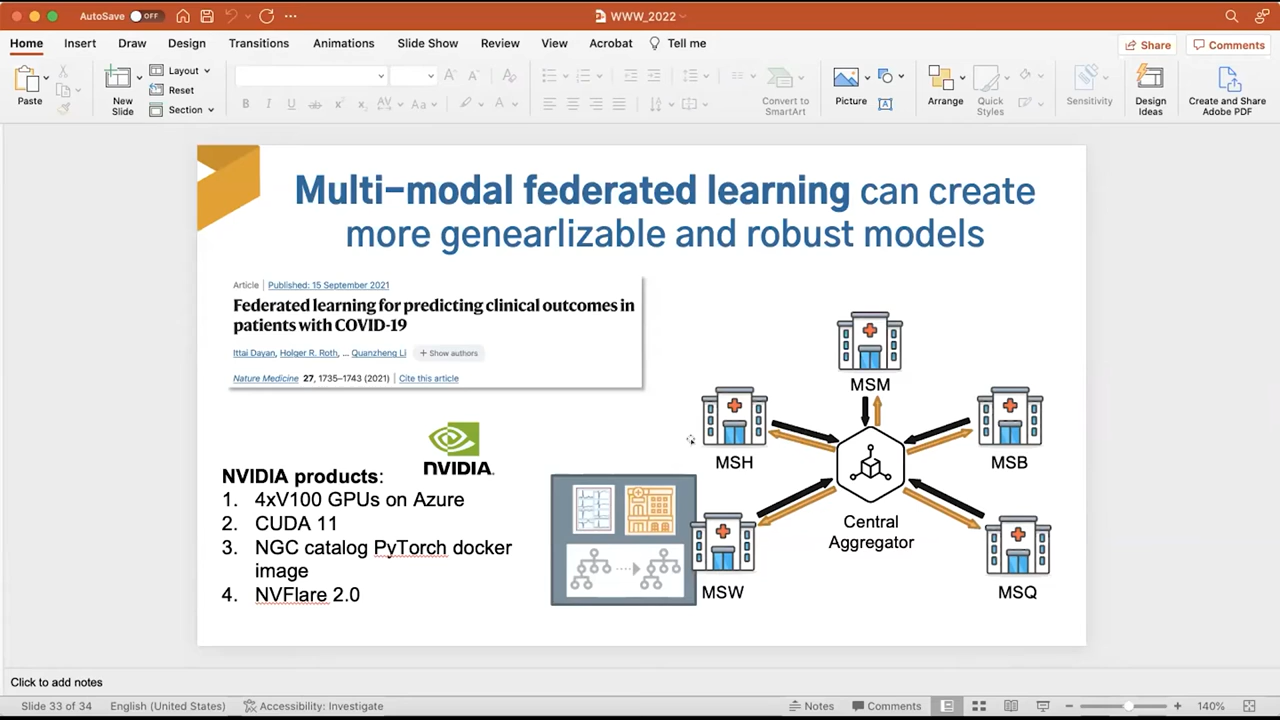 AutoSave OFF
WWW_2022
Home Insert Draw Design Transitions Animations Slide Show Review View Acrobat Tell me
Share Comments
Paste
New Slide
Layout
Reset
Section
Convert to SmartArt
Picture
Arrange
Quick Styles
Sensitivity
Design Ideas
Create and Share Adobe PDF
Multi-modal federated learning can create
more genearlizable and robust models
Article | Published: 15 September 2021
Federated learning for predicting clinical outcomes in
patients with COVID-19
Ittai Dayan, Holger R. Roth, ... Quanzheng Li + Show authors
Nature Medicine 27, 1735–1743 (2021) | Cite this article
NVIDIA.
NVIDIA products:
1. 4xV100 GPUs on Azure
2. CUDA 11
3. NGC catalog PyTorch docker
image
4. NVFlare 2.0
MSM
MSH
MSB
Central
Aggregator
MSW
MSQ
Click to add notes
Slide 33 of 34 English (United States) Accessibility: Investigate Notes Comments 140%